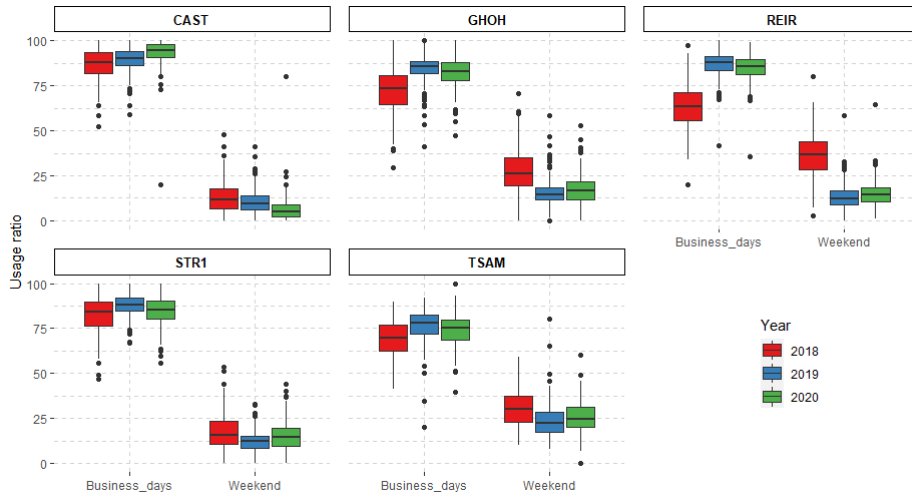 CAST
GHOH
REIR
100
75
50
25
0
Business_days
Weekend
Usage ratio
STR1
TSAM
100
75
50
25
0
Business_days
Weekend
Business_days
Weekend
Year
2018
2019
2020